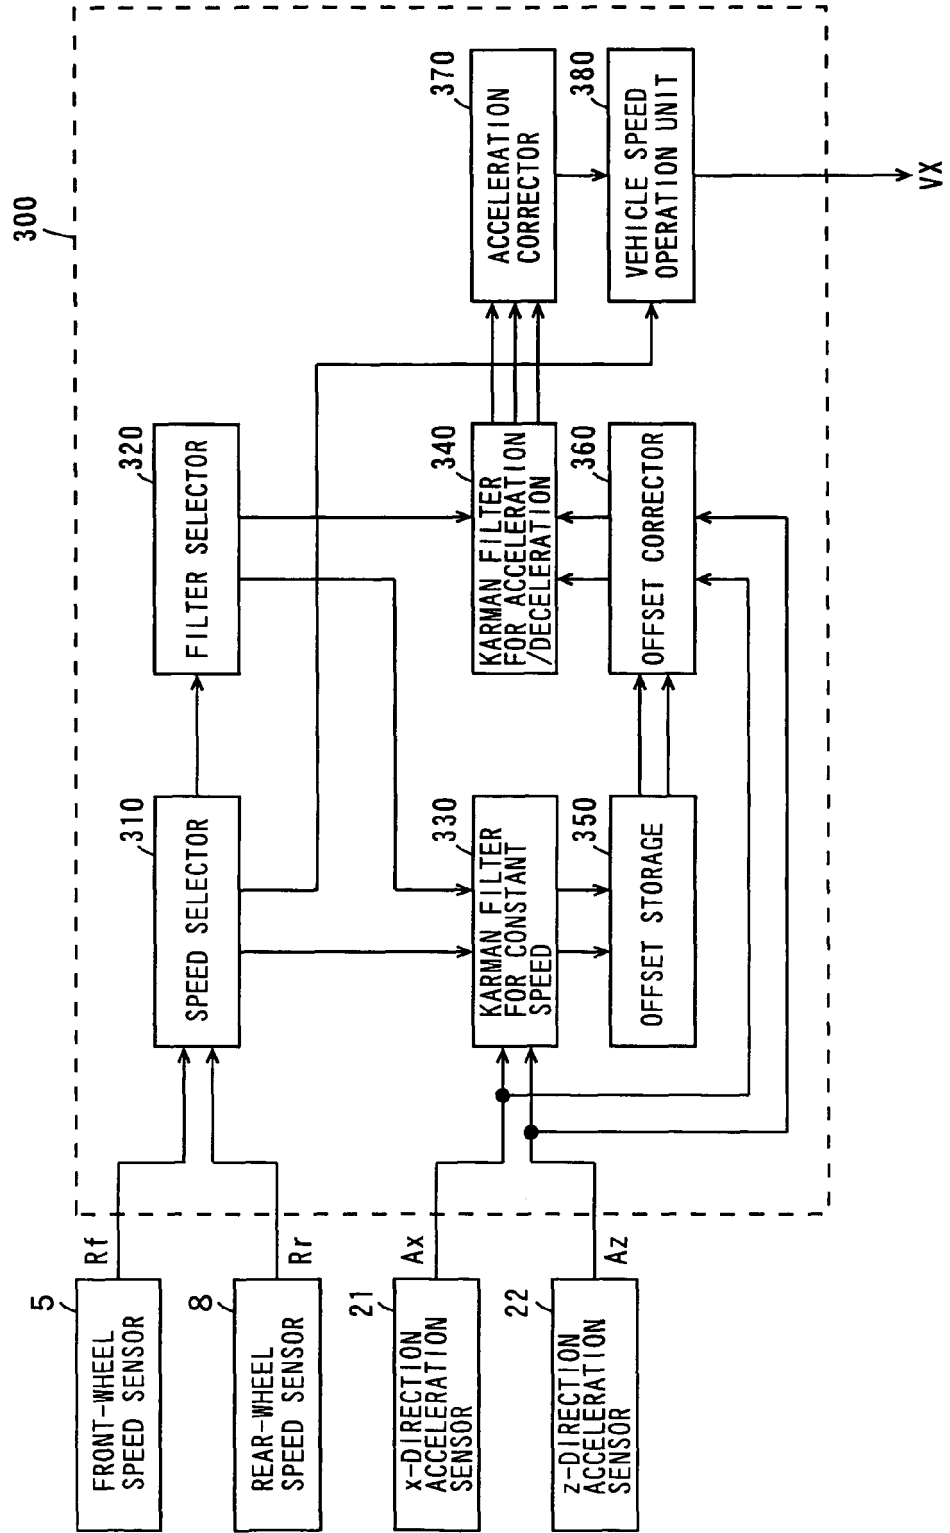 300
5
FRONT-WHEEL
SPEED SENSOR
Rf
8
REAR-WHEEL
SPEED SENSOR
Rr
21
x-DIRECTION
ACCELERATION
SENSOR
Ax
22
z-DIRECTION
ACCELERATION
SENSOR
Az
310
SPEED SELECTOR
320
FILTER SELECTOR
330
KARMAN FILTER
FOR CONSTANT
SPEED
340
KARMAN FILTER
FOR ACCELERATION
/DECELERATION
350
OFFSET STORAGE
360
OFFSET CORRECTOR
370
ACCELERATION
CORRECTOR
380
VEHICLE SPEED
OPERATION UNIT
VX